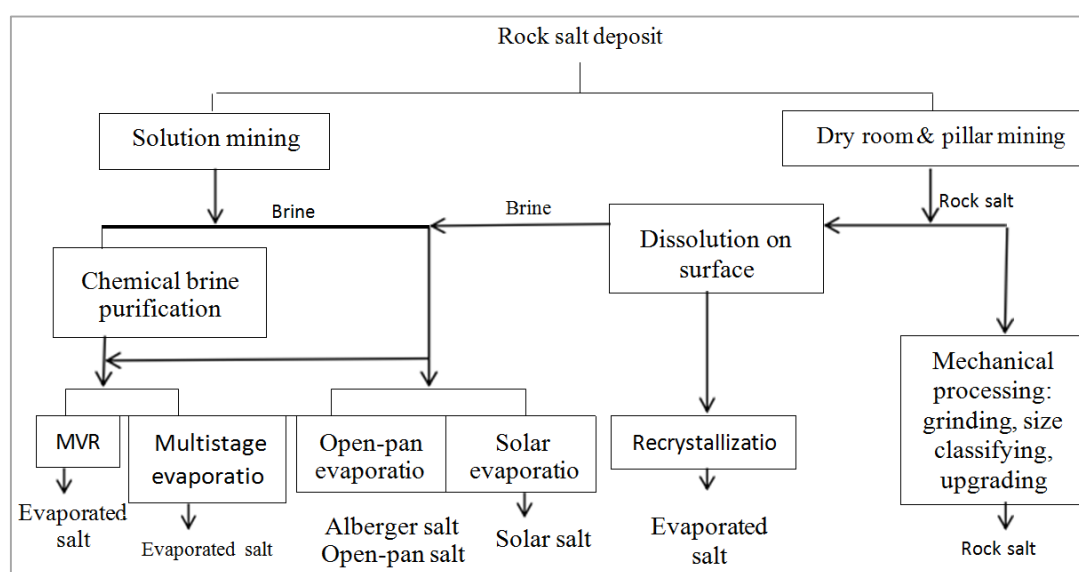 Rock salt deposit
Solution mining
Dry room & pillar mining
Rock salt
Brine
Brine
Dissolution on
surface
Chemical brine
purification
Mechanical
processing:
grinding, size
classifying,
upgrading
MVR
Multistage
evaporatio
Open-pan
evaporatio
Solar
evaporatio
Recrystallizatio
Evaporated
salt
Evaporated salt
Alberger salt
Open-pan salt
Solar salt
Evaporated
salt
Rock salt